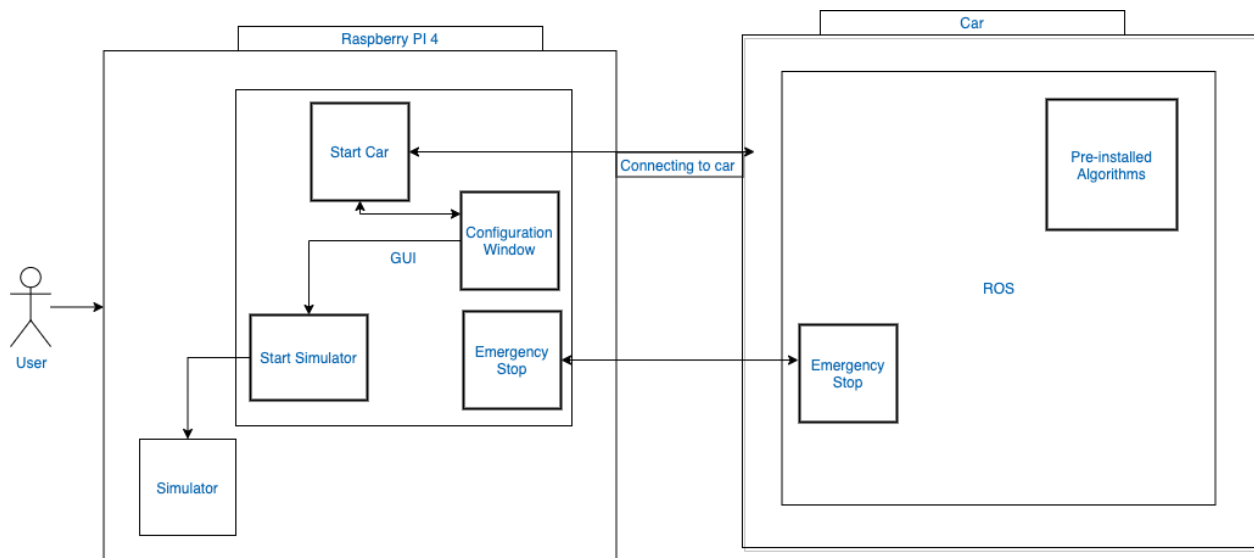 Raspberry PI 4
Car
Start Car
Connecting to car
Pre-installed
Algorithms
Configuration
Window
GUI
ROS
User
Start Simulator
Emergency
Stop
Emergency
Stop
Simulator